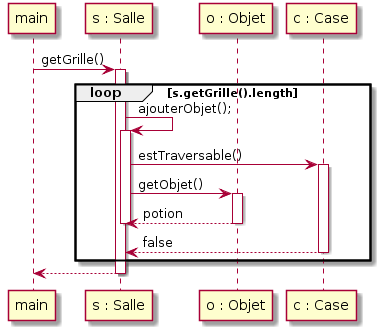 main
s : Salle
o : Objet
c : Case
getGrille()
loop
[s.getGrille().length]
ajouterObjet();
estTraversable()
getObjet()
potion
false
main
s : Salle
o : Objet
c : Case